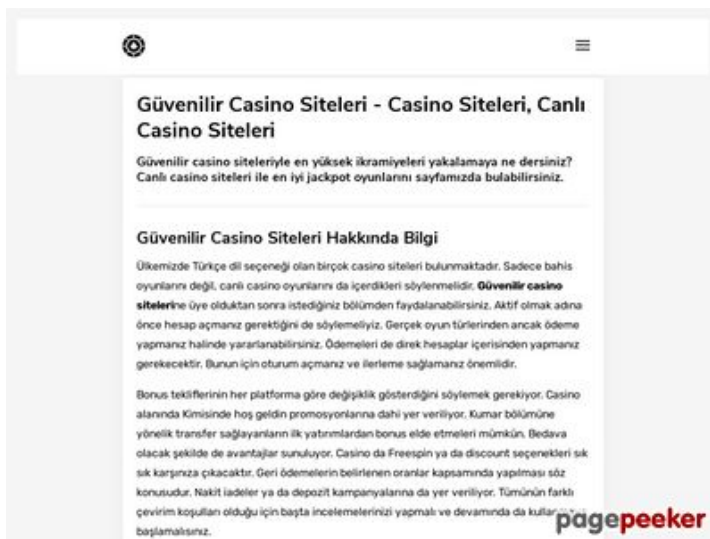 Güvenilir Casino Siteleri - Casino Siteleri, Canlı
Casino Siteleri
Güvenilir casino siteleriyle en yüksek ikramiyeleri yakalamaya ne dersiniz?
Canlı casino siteleri ile en iyi jackpot oyunlarını sayfamızda bulabilirsiniz.
Güvenilir Casino Siteleri Hakkında Bilgi
Ülkemizde Türkçe dil seçeneği olan birçok casino siteleri bulunmaktadır. Sadece bahis
oyunlarını değil, canlı casino oyunlarını da içerdikleri söylenmelidir. Güvenilir casino
sitelerine üye olduktan sonra istediğiniz bölümden faydalanabilirsiniz. Aktif olmak adına
önce hesap açmanız gerektiğini de söylemeliyiz. Gerçek oyun türlerinden ancak ödeme
yapmanız halinde yararlanabilirsiniz. Ödemeleri de direk hesaplar içerisinden yapmanız
gerekecektir. Bunun için oturum açmanız ve ilerleme sağlamanız önemlidir.
Bonus tekliflerinin her platforma göre değişiklik gösterdiğini söylemek gerekiyor. Casino
alanında Kimisinde hoş geldin promosyonlarına dahi yer veriliyor. Kumar bölümüne
yönelik transfer sağlayanların ilk yatırımlardan bonus elde etmeleri mümkün. Bedava
olacak şekilde de avantajlar sunuluyor. Casino da Freespin ya da discount seçenekleri sık
sık karşınıza çıkacaktır. Geri ödemelerin belirlenen oranlar kapsamında yapılması söz
konusudur. Nakit iadeler ya da depozit kampanyalarına da yer veriliyor. Tümünün farklı
çevirim koşulları olduğu için başta incelemelerinizi yapmalı ve devamında da
başlamalısınız.
pagepeeker